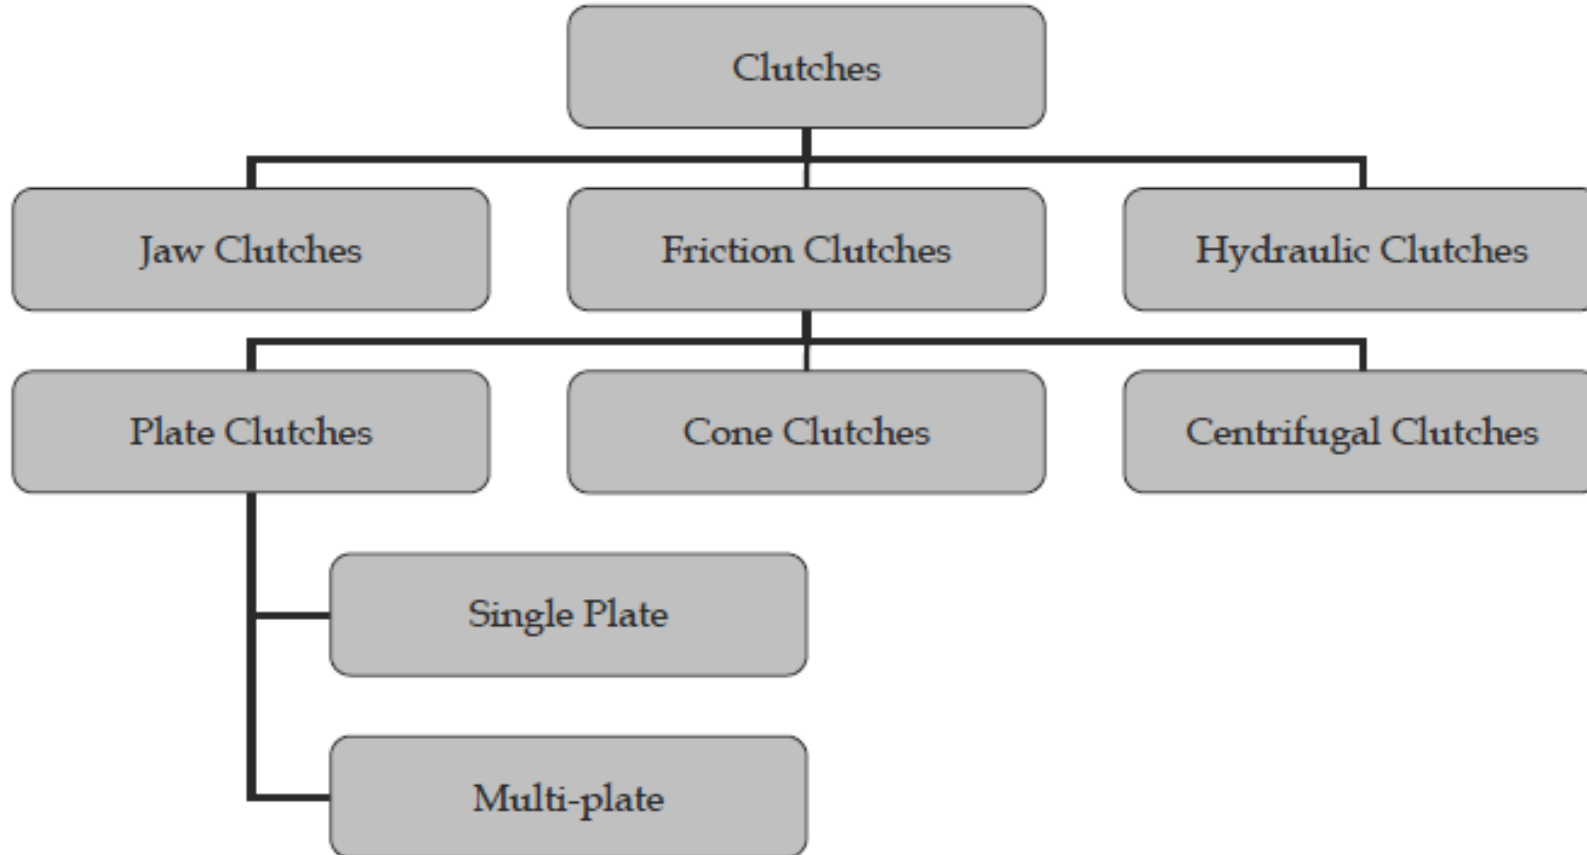 Clutches
Jaw Clutches
Friction Clutches
Hydraulic Clutches
Plate Clutches
Cone Clutches
Centrifugal Clutches
Single Plate
Multi-plate